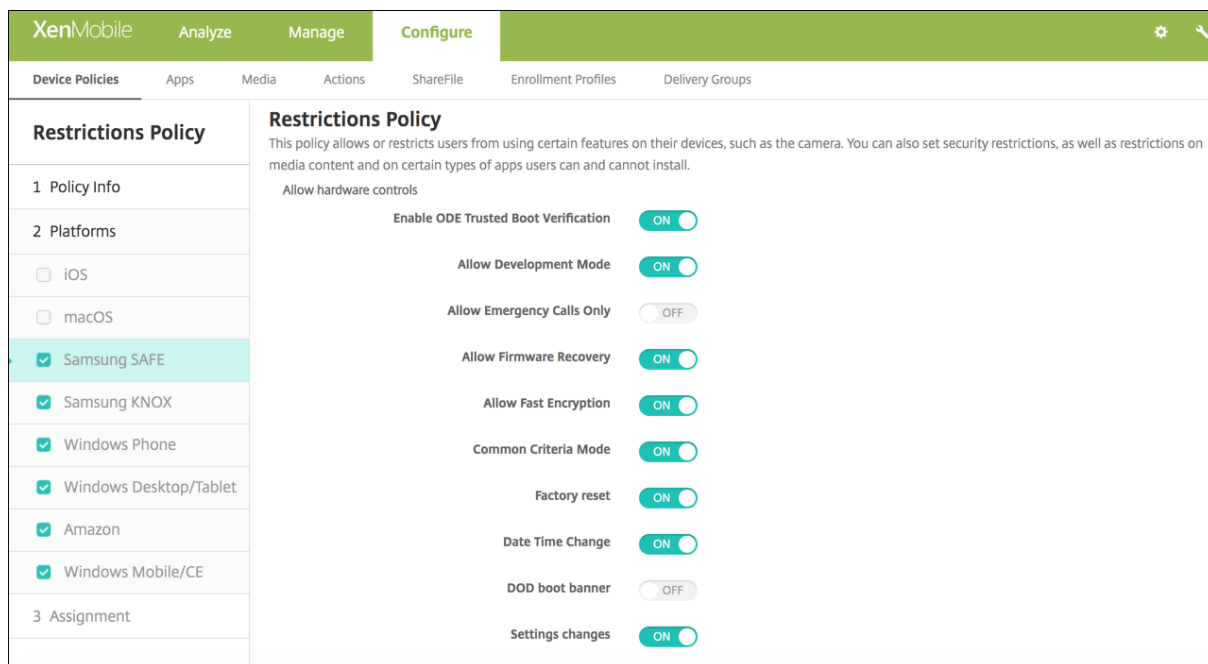 XenMobile Analyze Manage Configure
Device Policies Apps Media Actions ShareFile Enrollment Profiles Delivery Groups
Restrictions Policy
1 Policy Info
2 Platforms
iOS
macOS
Samsung SAFE
Samsung KNOX
Windows Phone
Windows Desktop/Tablet
Amazon
Windows Mobile/CE
3 Assignment
Restrictions Policy
This policy allows or restricts users from using certain features on their devices, such as the camera. You can also set security restrictions, as well as restrictions on
media content and on certain types of apps users can and cannot install.
Allow hardware controls
Enable ODE Trusted Boot Verification ON
Allow Development Mode ON
Allow Emergency Calls Only OFF
Allow Firmware Recovery ON
Allow Fast Encryption ON
Common Criteria Mode ON
Factory reset ON
Date Time Change ON
DOD boot banner OFF
Settings changes ON